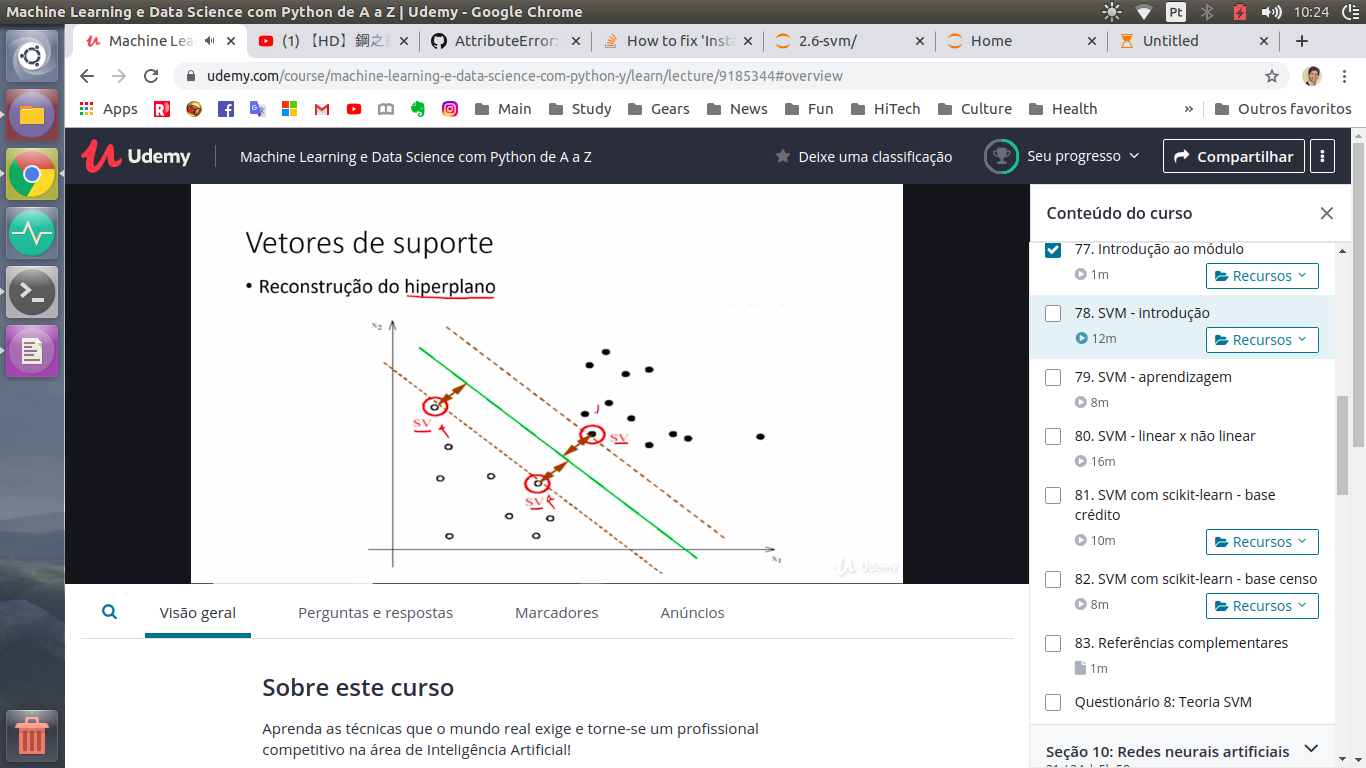 Machine Learning e Data Science com Python de A a Z | Udemy - Google Chrome
Pt
10:24
Machine Lea
(1) 【HD】鋼之
AttributeError:
How to fix 'Insta
2.6-svm/
Home
Untitled
udemy.com/course/machine-learning-e-data-science-com-python-y/learn/lecture/9185344#overview
Apps
Main
Study
Gears
News
Fun
HiTech
Culture
Health
»
Outros favoritos
Udemy
Machine Learning e Data Science com Python de A a Z
Deixe uma classificação
Seu progresso
Compartilhar
Vetores de suporte
• Reconstrução do hiperplano
x2
SV
SV
SV
x1
Udemy
Conteúdo do curso
77. Introdução ao módulo
1m
Recursos
78. SVM - introdução
12m
Recursos
79. SVM - aprendizagem
8m
80. SVM - linear x não linear
16m
81. SVM com scikit-learn - base
crédito
10m
Recursos
82. SVM com scikit-learn - base censo
8m
Recursos
83. Referências complementares
1m
Questionário 8: Teoria SVM
Seção 10: Redes neurais artificiais
Visão geral
Perguntas e respostas
Marcadores
Anúncios
Sobre este curso
Aprenda as técnicas que o mundo real exige e torne-se um profissional
competitivo na área de Inteligência Artificial!